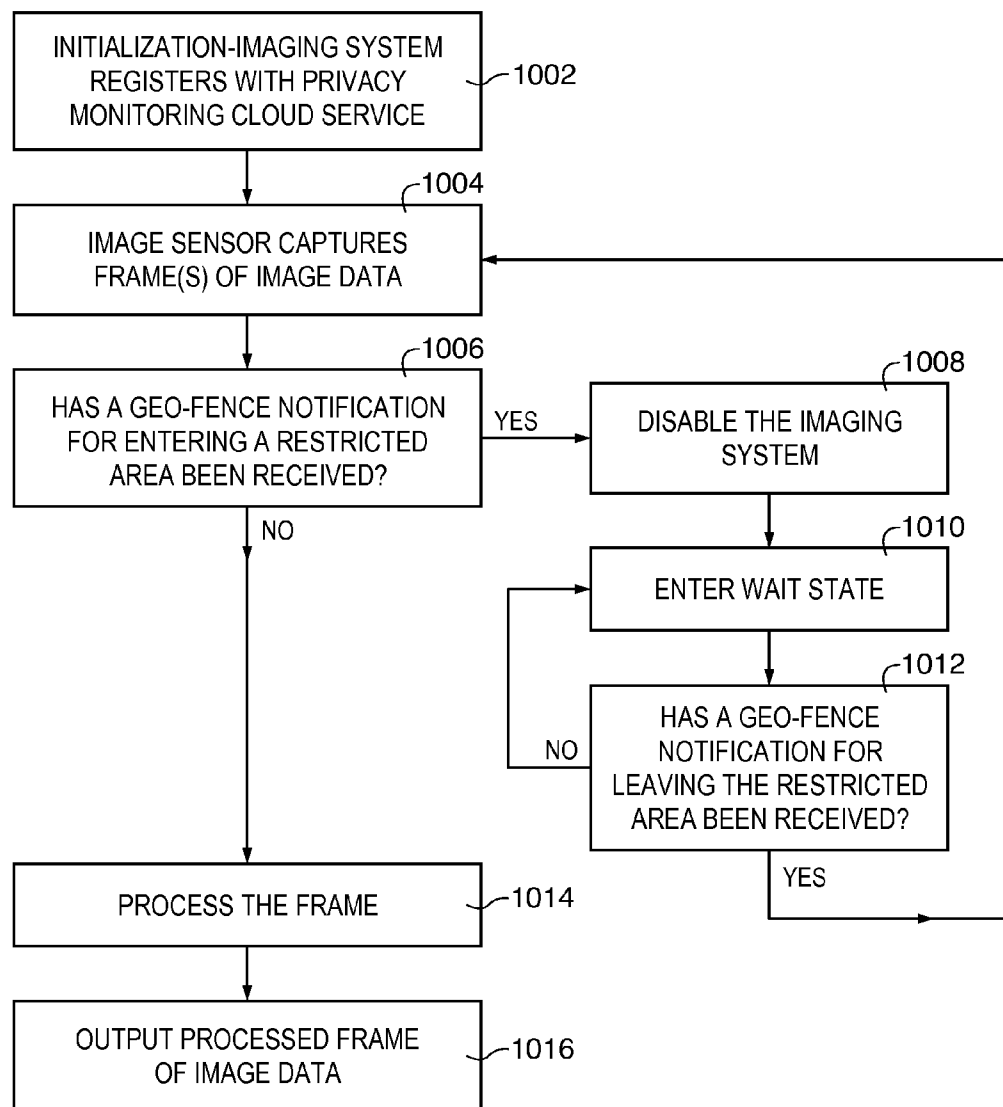 INITIALIZATION-IMAGING SYSTEM
REGISTERS WITH PRIVACY
MONITORING CLOUD SERVICE
1002
1004
IMAGE SENSOR CAPTURES
FRAME(S) OF IMAGE DATA
1006
HAS A GEO-FENCE NOTIFICATION
FOR ENTERING A RESTRICTED
AREA BEEN RECEIVED?
YES
NO
1008
DISABLE THE IMAGING
SYSTEM
1010
ENTER WAIT STATE
1012
HAS A GEO-FENCE
NOTIFICATION FOR
LEAVING THE RESTRICTED
AREA BEEN RECEIVED?
NO
YES
PROCESS THE FRAME
1014
OUTPUT PROCESSED FRAME
OF IMAGE DATA
1016